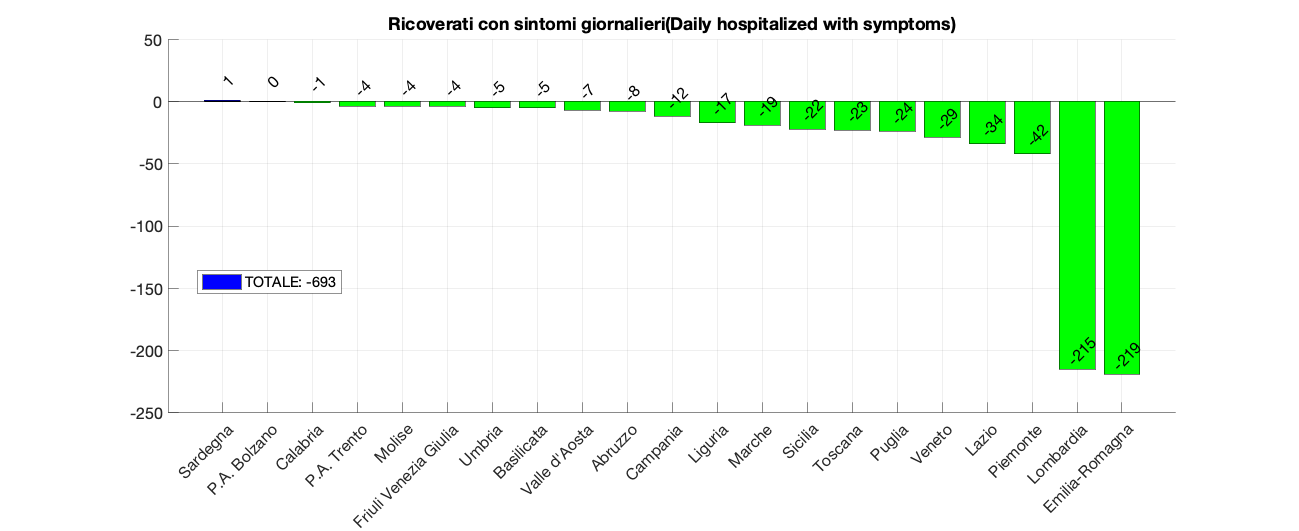 Ricoverati con sintomi giornalieri(Daily hospitalized with symptoms)
50
0
-50
-100
-150
-200
-250
1
0
-1
-4
-4
-4
-5
-5
-7
-8
-12
-17
-19
-22
-23
-24
-29
-34
-42
-215
-219
TOTALE: -693
Sardegna
P.A. Bolzano
Calabria
P.A. Trento
Molise
Friuli Venezia Giulia
Umbria
Basilicata
Valle d'Aosta
Abruzzo
Campania
Liguria
Marche
Sicilia
Toscana
Puglia
Veneto
Lazio
Piemonte
Lombardia
Emilia-Romagna